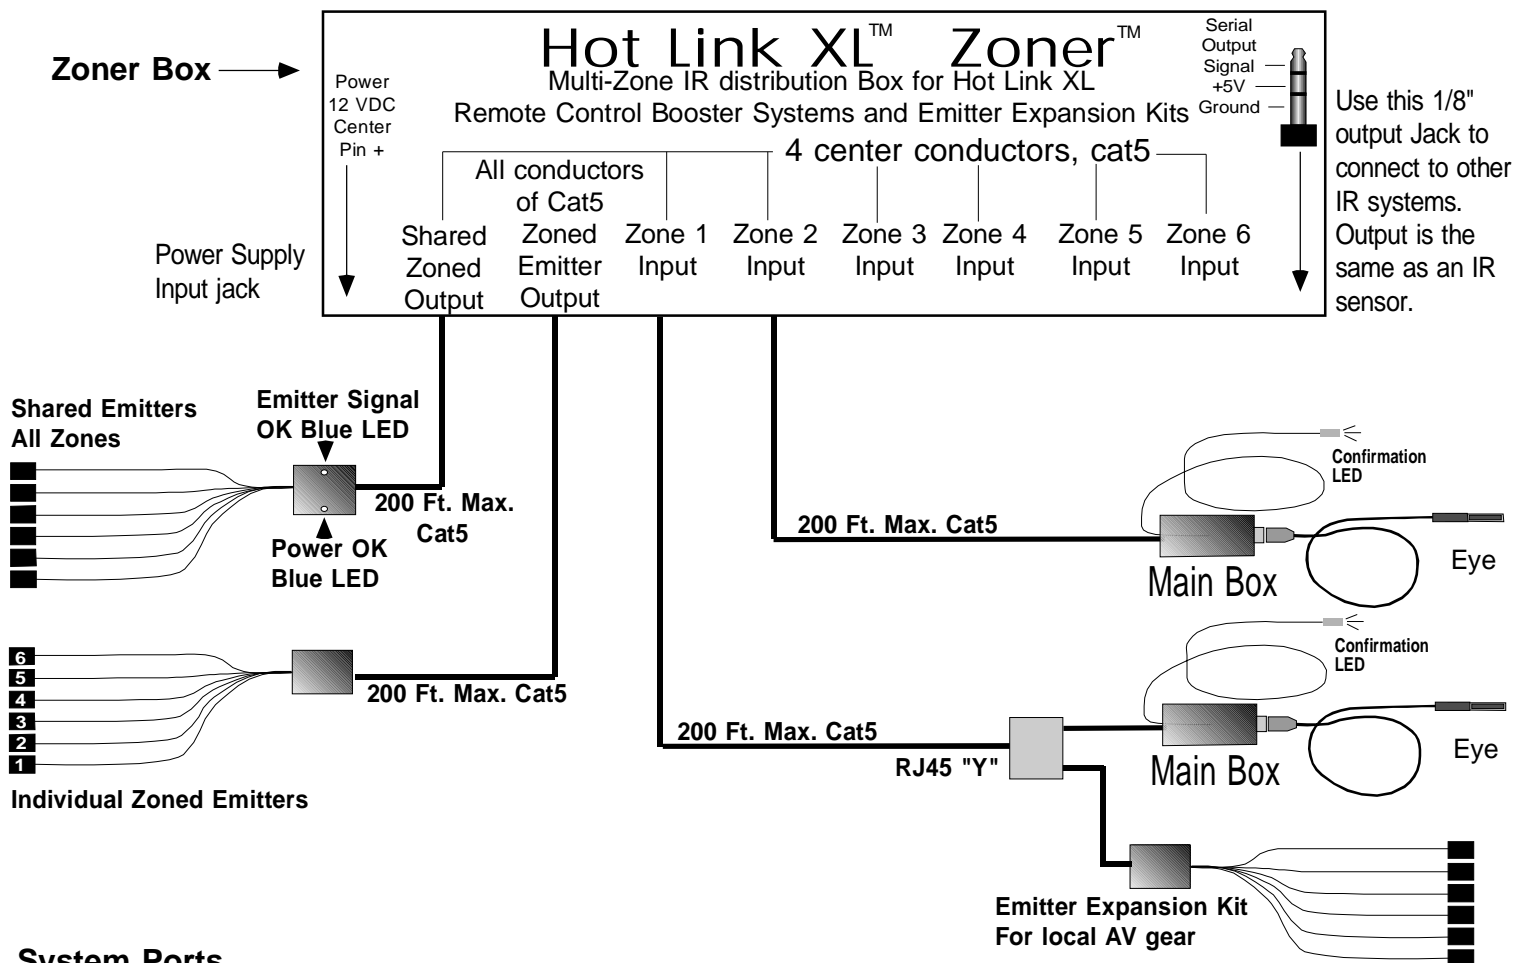 Hot Link XL™ Zoner™
Multi-Zone IR distribution Box for Hot Link XL
Remote Control Booster Systems and Emitter Expansion Kits
Zoner Box
Power
12 VDC
Center
Pin +
Serial
Output
Signal
+5V
Ground
Use this 1/8"
output Jack to
connect to other
IR systems.
Output is the
same as an IR
sensor.
4 center conductors, cat5
All conductors
of Cat5
Power Supply
Input jack
Shared
Zoned
Output
Zoned
Emitter
Output
Zone 1
Input
Zone 2
Input
Zone 3
Input
Zone 4
Input
Zone 5
Input
Zone 6
Input
Shared Emitters
All Zones
Emitter Signal
OK Blue LED
200 Ft. Max.
Cat5
Power OK
Blue LED
200 Ft. Max. Cat5
Confirmation
LED
Main Box
Eye
6
5
4
3
2
1
200 Ft. Max. Cat5
Individual Zoned Emitters
200 Ft. Max. Cat5
RJ45 "Y"
Confirmation
LED
Main Box
Eye
Emitter Expansion Kit
For local AV gear
System Ports